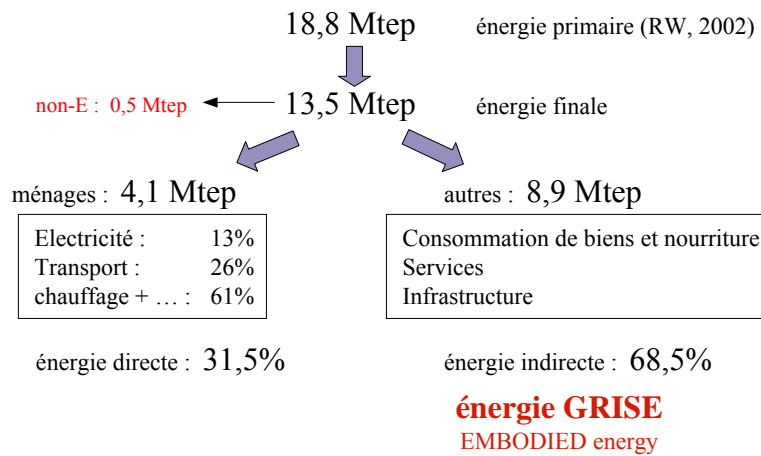 18,8 Mtep énergie primaire (RW, 2002)
non-E : 0,5 Mtep 13,5 Mtep énergie finale
ménages : 4,1 Mtep
Electricité : 13%
Transport : 26%
chauffage + … : 61%
énergie directe : 31,5%
autres : 8,9 Mtep
Consommation de biens et nourriture
Services
Infrastructure
énergie indirecte : 68,5%
énergie GRISE
EMBODIED energy